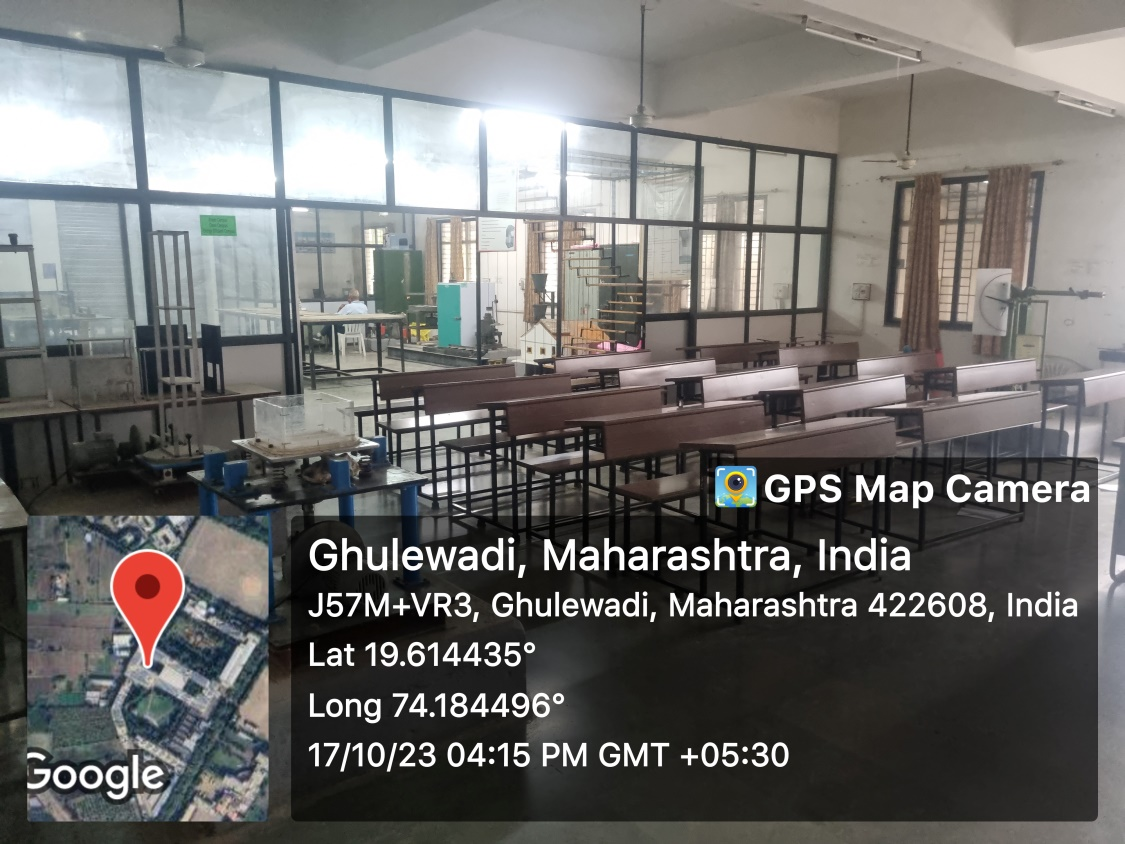 GPS Map Camera
Ghulewadi, Maharashtra, India
J57M+VR3, Ghulewadi, Maharashtra 422608, India
Lat 19.614435°
Long 74.184496°
17/10/23 04:15 PM GMT +05:30
Google